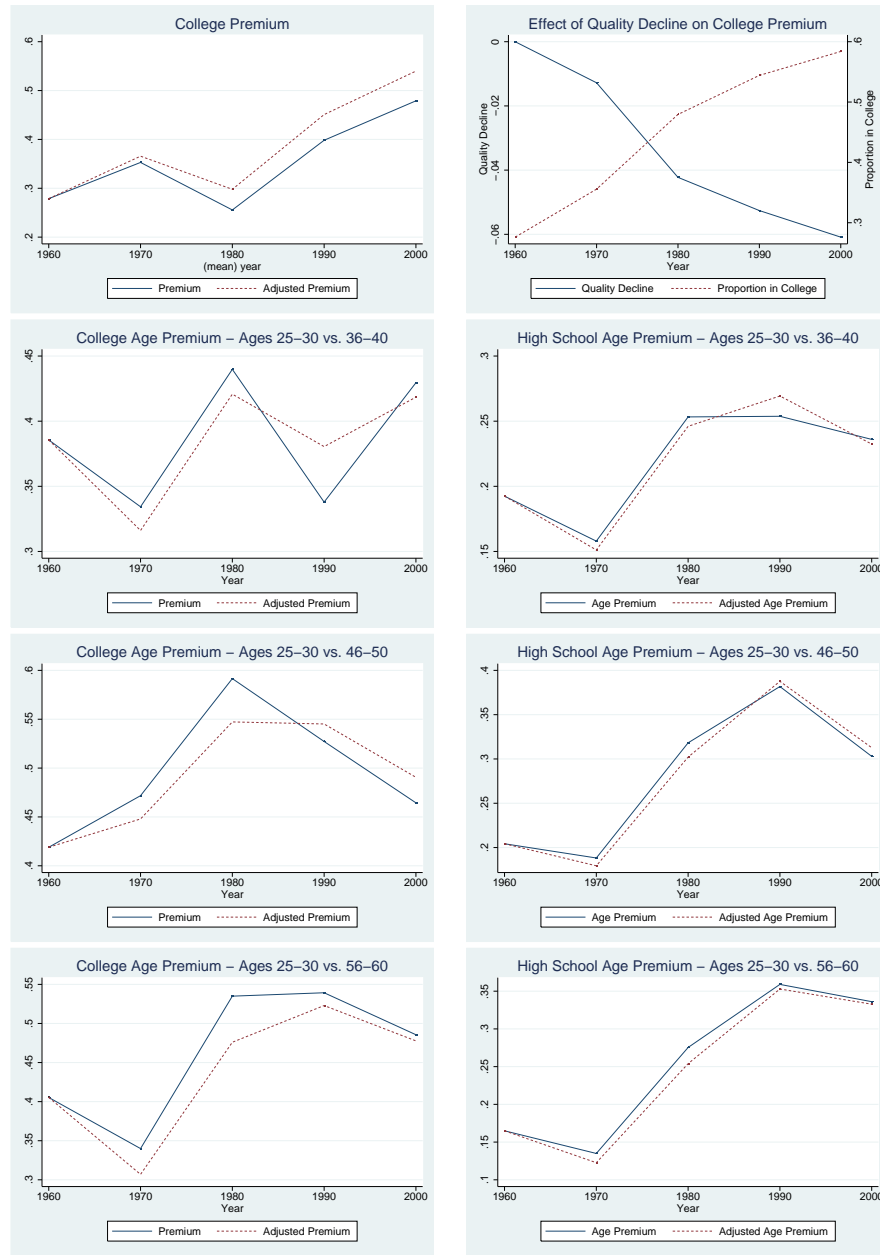 College Premium
.6
.5
.4
.3
.2
1960 1970 1980 1990 2000
(mean) year
Premium Adjusted Premium
Effect of Quality Decline on College Premium
Quality Decline
0
−.02
−.04
−.06
Proportion in College
.6
.5
.4
.3
1960 1970 1980 1990 2000
Year
Quality Decline Proportion in College
College Age Premium − Ages 25−30 vs. 36−40
.45
.4
.35
.3
1960 1970 1980 1990 2000
Year
Premium Adjusted Premium
High School Age Premium − Ages 25−30 vs. 36−40
.3
.25
.2
.15
1960 1970 1980 1990 2000
Year
Age Premium Adjusted Age Premium
College Age Premium − Ages 25−30 vs. 46−50
.6
.55
.5
.45
.4
1960 1970 1980 1990 2000
Year
Premium Adjusted Premium
High School Age Premium − Ages 25−30 vs. 46−50
.4
.35
.3
.25
.2
1960 1970 1980 1990 2000
Year
Age Premium Adjusted Age Premium
College Age Premium − Ages 25−30 vs. 56−60
.55
.5
.45
.4
.35
.3
1960 1970 1980 1990 2000
Year
Premium Adjusted Premium
High School Age Premium − Ages 25−30 vs. 56−60
.35
.3
.25
.2
.15
.1
1960 1970 1980 1990 2000
Year
Age Premium Adjusted Age Premium